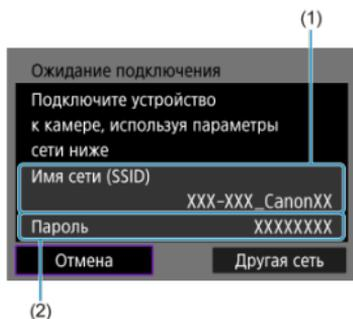 (1)
Ожидание подключения
Подключите устройство
к камере, используя параметры
сети ниже
Имя сети (SSID)
XXX-XXX_CanonXX
Пароль XXXXXXXX
Отмена Другая сеть
(2)